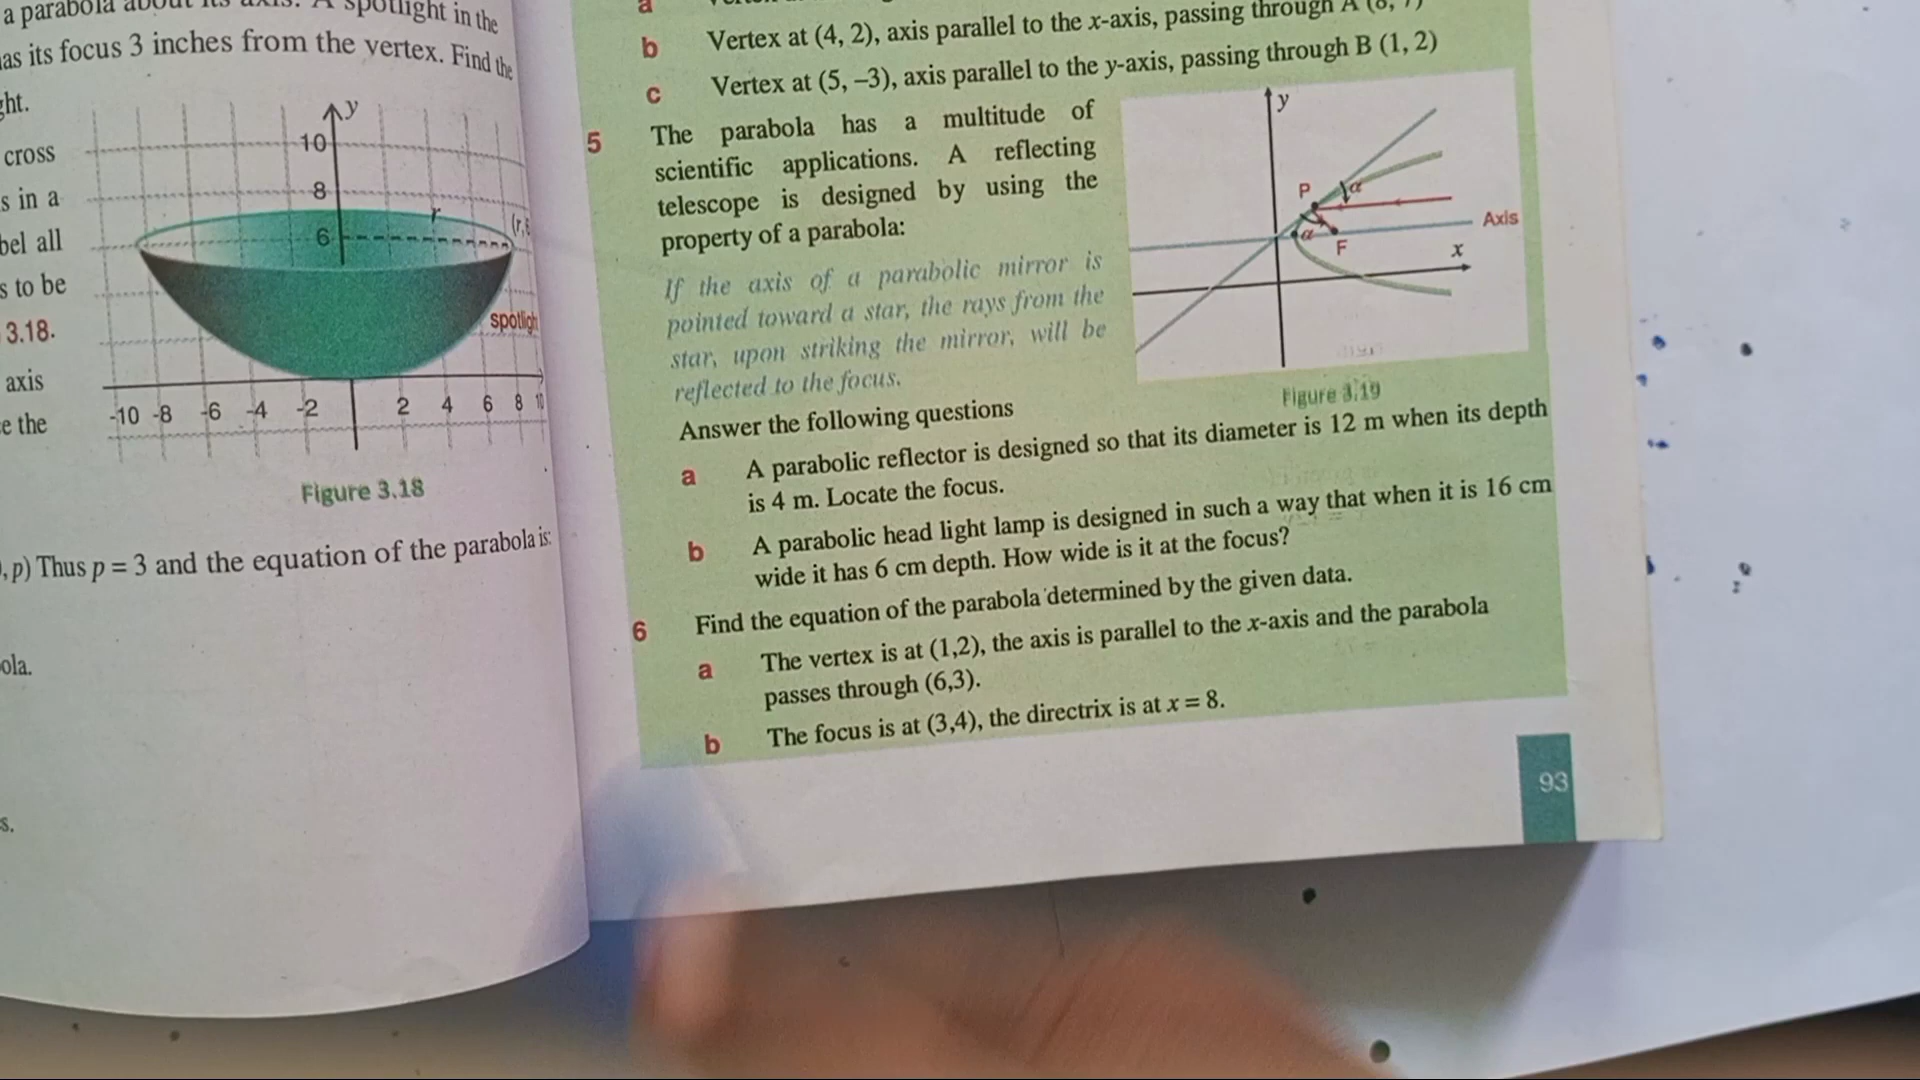 a parabola about its axis. A spotlight in the
as its focus 3 inches from the vertex. Find the
ght.
cross
s in a
bel all
s to be
3.18.
axis
e the
y
10
8
6
r
(r, 6
spotligh
-10 -8 -6 -4 -2 2 4 6 8 10
Figure 3.18
, p) Thus p = 3 and the equation of the parabola is:
ola.
s.
a
b Vertex at (4, 2), axis parallel to the x-axis, passing through A (8, 7)
c Vertex at (5, –3), axis parallel to the y-axis, passing through B (1, 2)
5 The parabola has a multitude of
scientific applications. A reflecting
telescope is designed by using the
property of a parabola:
If the axis of a parabolic mirror is
pointed toward a star, the rays from the
star, upon striking the mirror, will be
reflected to the focus.
y
P
α
Axis
α
F
x
Figure 3.19
Answer the following questions
a A parabolic reflector is designed so that its diameter is 12 m when its depth
is 4 m. Locate the focus.
b A parabolic head light lamp is designed in such a way that when it is 16 cm
wide it has 6 cm depth. How wide is it at the focus?
6 Find the equation of the parabola determined by the given data.
a The vertex is at (1,2), the axis is parallel to the x-axis and the parabola
passes through (6,3).
b The focus is at (3,4), the directrix is at x = 8.
93